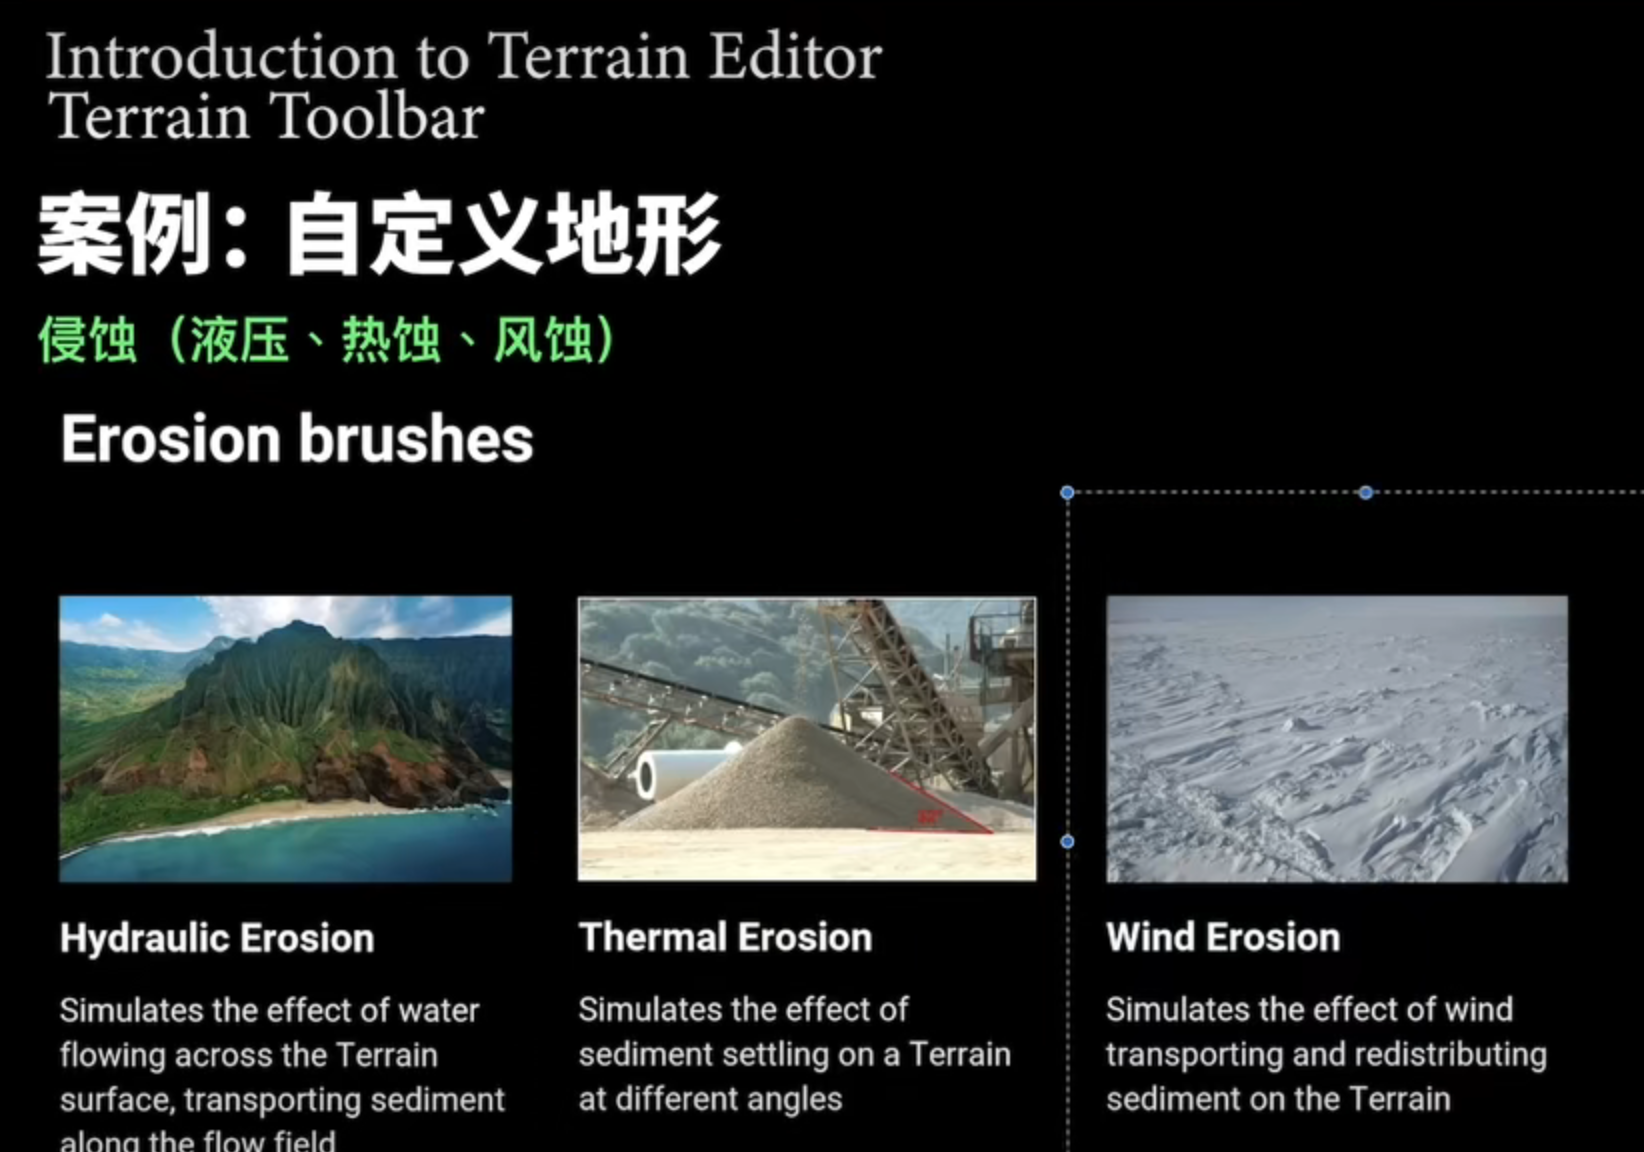 Introduction to Terrain Editor
Terrain Toolbar
案例：自定义地形
侵蚀（液压、热蚀、风蚀）
Erosion brushes
Hydraulic Erosion
Simulates the effect of water
flowing across the Terrain
surface, transporting sediment
along the flow field
Thermal Erosion
Simulates the effect of
sediment settling on a Terrain
at different angles
Wind Erosion
Simulates the effect of wind
transporting and redistributing
sediment on the Terrain